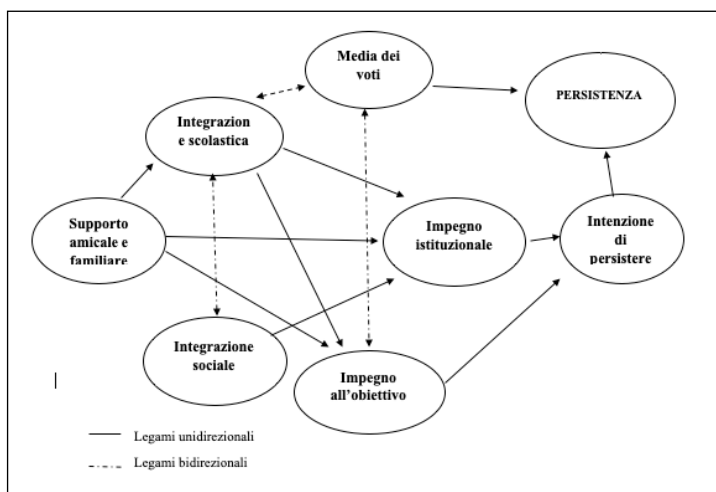 Media dei
voti
PERSISTENZA
Integrazion
e scolastica
Supporto
amicale e
familiare
Impegno
istituzionale
Intenzione
di
persistere
Integrazione
sociale
Impegno
all'obiettivo
Legami unidirezionali
Legami bidirezionali